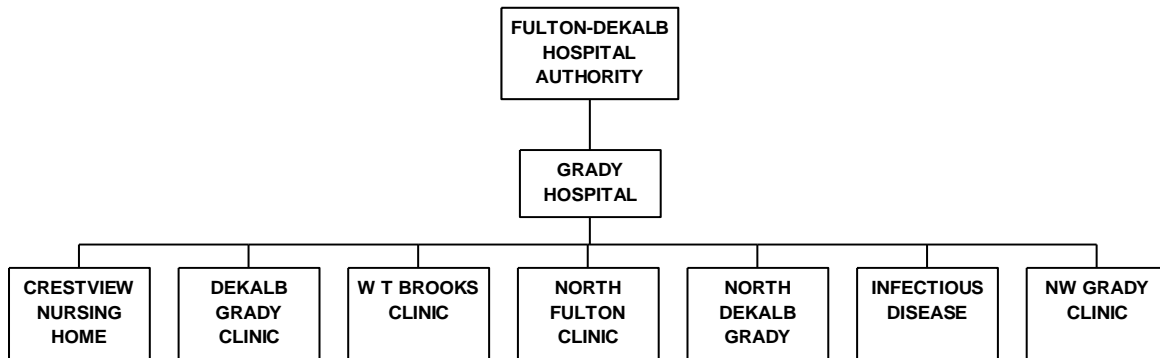 FULTON-DEKALB
HOSPITAL
AUTHORITY
GRADY
HOSPITAL
CRESTVIEW
NURSING
HOME
DEKALB
GRADY
CLINIC
W T BROOKS
CLINIC
NORTH
FULTON
CLINIC
NORTH
DEKALB
GRADY
INFECTIOUS
DISEASE
NW GRADY
CLINIC